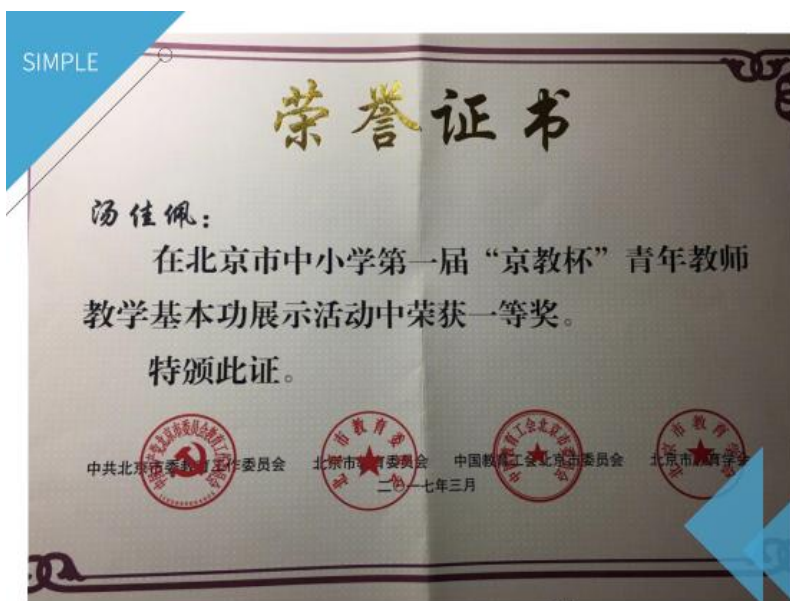 SIMPLE
荣誉证书
汤佳佩：
在北京市中小学第一届“京教杯”青年教师
教学基本功展示活动中荣获一等奖。
特颁此证。
中共北京市委教育工作委员会 北京市教育委员会 中国教育工会北京市委员会 北京市教育学会
二〇一七年三月